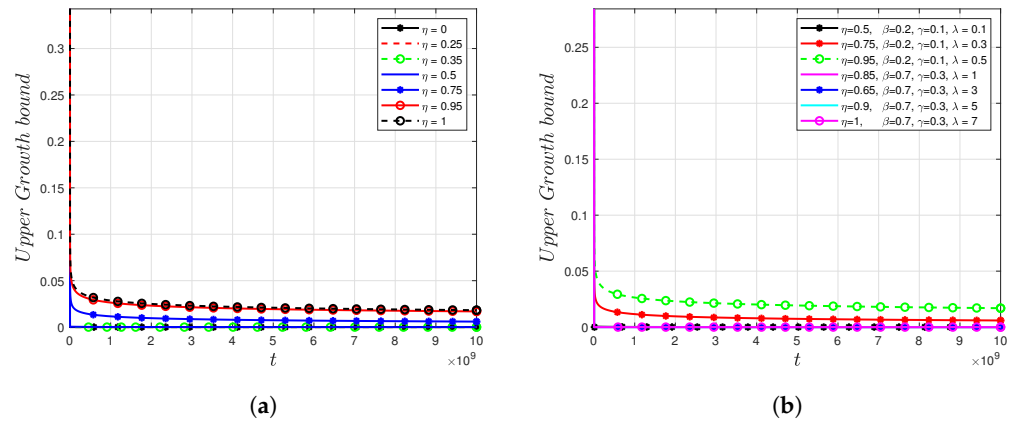 0.3
0.25
0.2
0.15
0.1
0.05
0
Upper Growth bound
0 1 2 3 4 5 6 7 8 9 10
t
×10^9
η = 0
η = 0.25
η = 0.35
η = 0.5
η = 0.75
η = 0.95
η = 1
(a)
0.25
0.2
0.15
0.1
0.05
0
Upper Growth bound
0 1 2 3 4 5 6 7 8 9 10
t
×10^9
η=0.5, β=0.2, γ=0.1, λ = 0.1
η=0.75, β=0.2, γ=0.1, λ = 0.3
η=0.95, β=0.2, γ=0.1, λ = 0.5
η=0.85, β=0.7, γ=0.3, λ = 1
η=0.65, β=0.7, γ=0.3, λ = 3
η=0.9, β=0.7, γ=0.3, λ = 5
η=1, β=0.7, γ=0.3, λ = 7
(b)